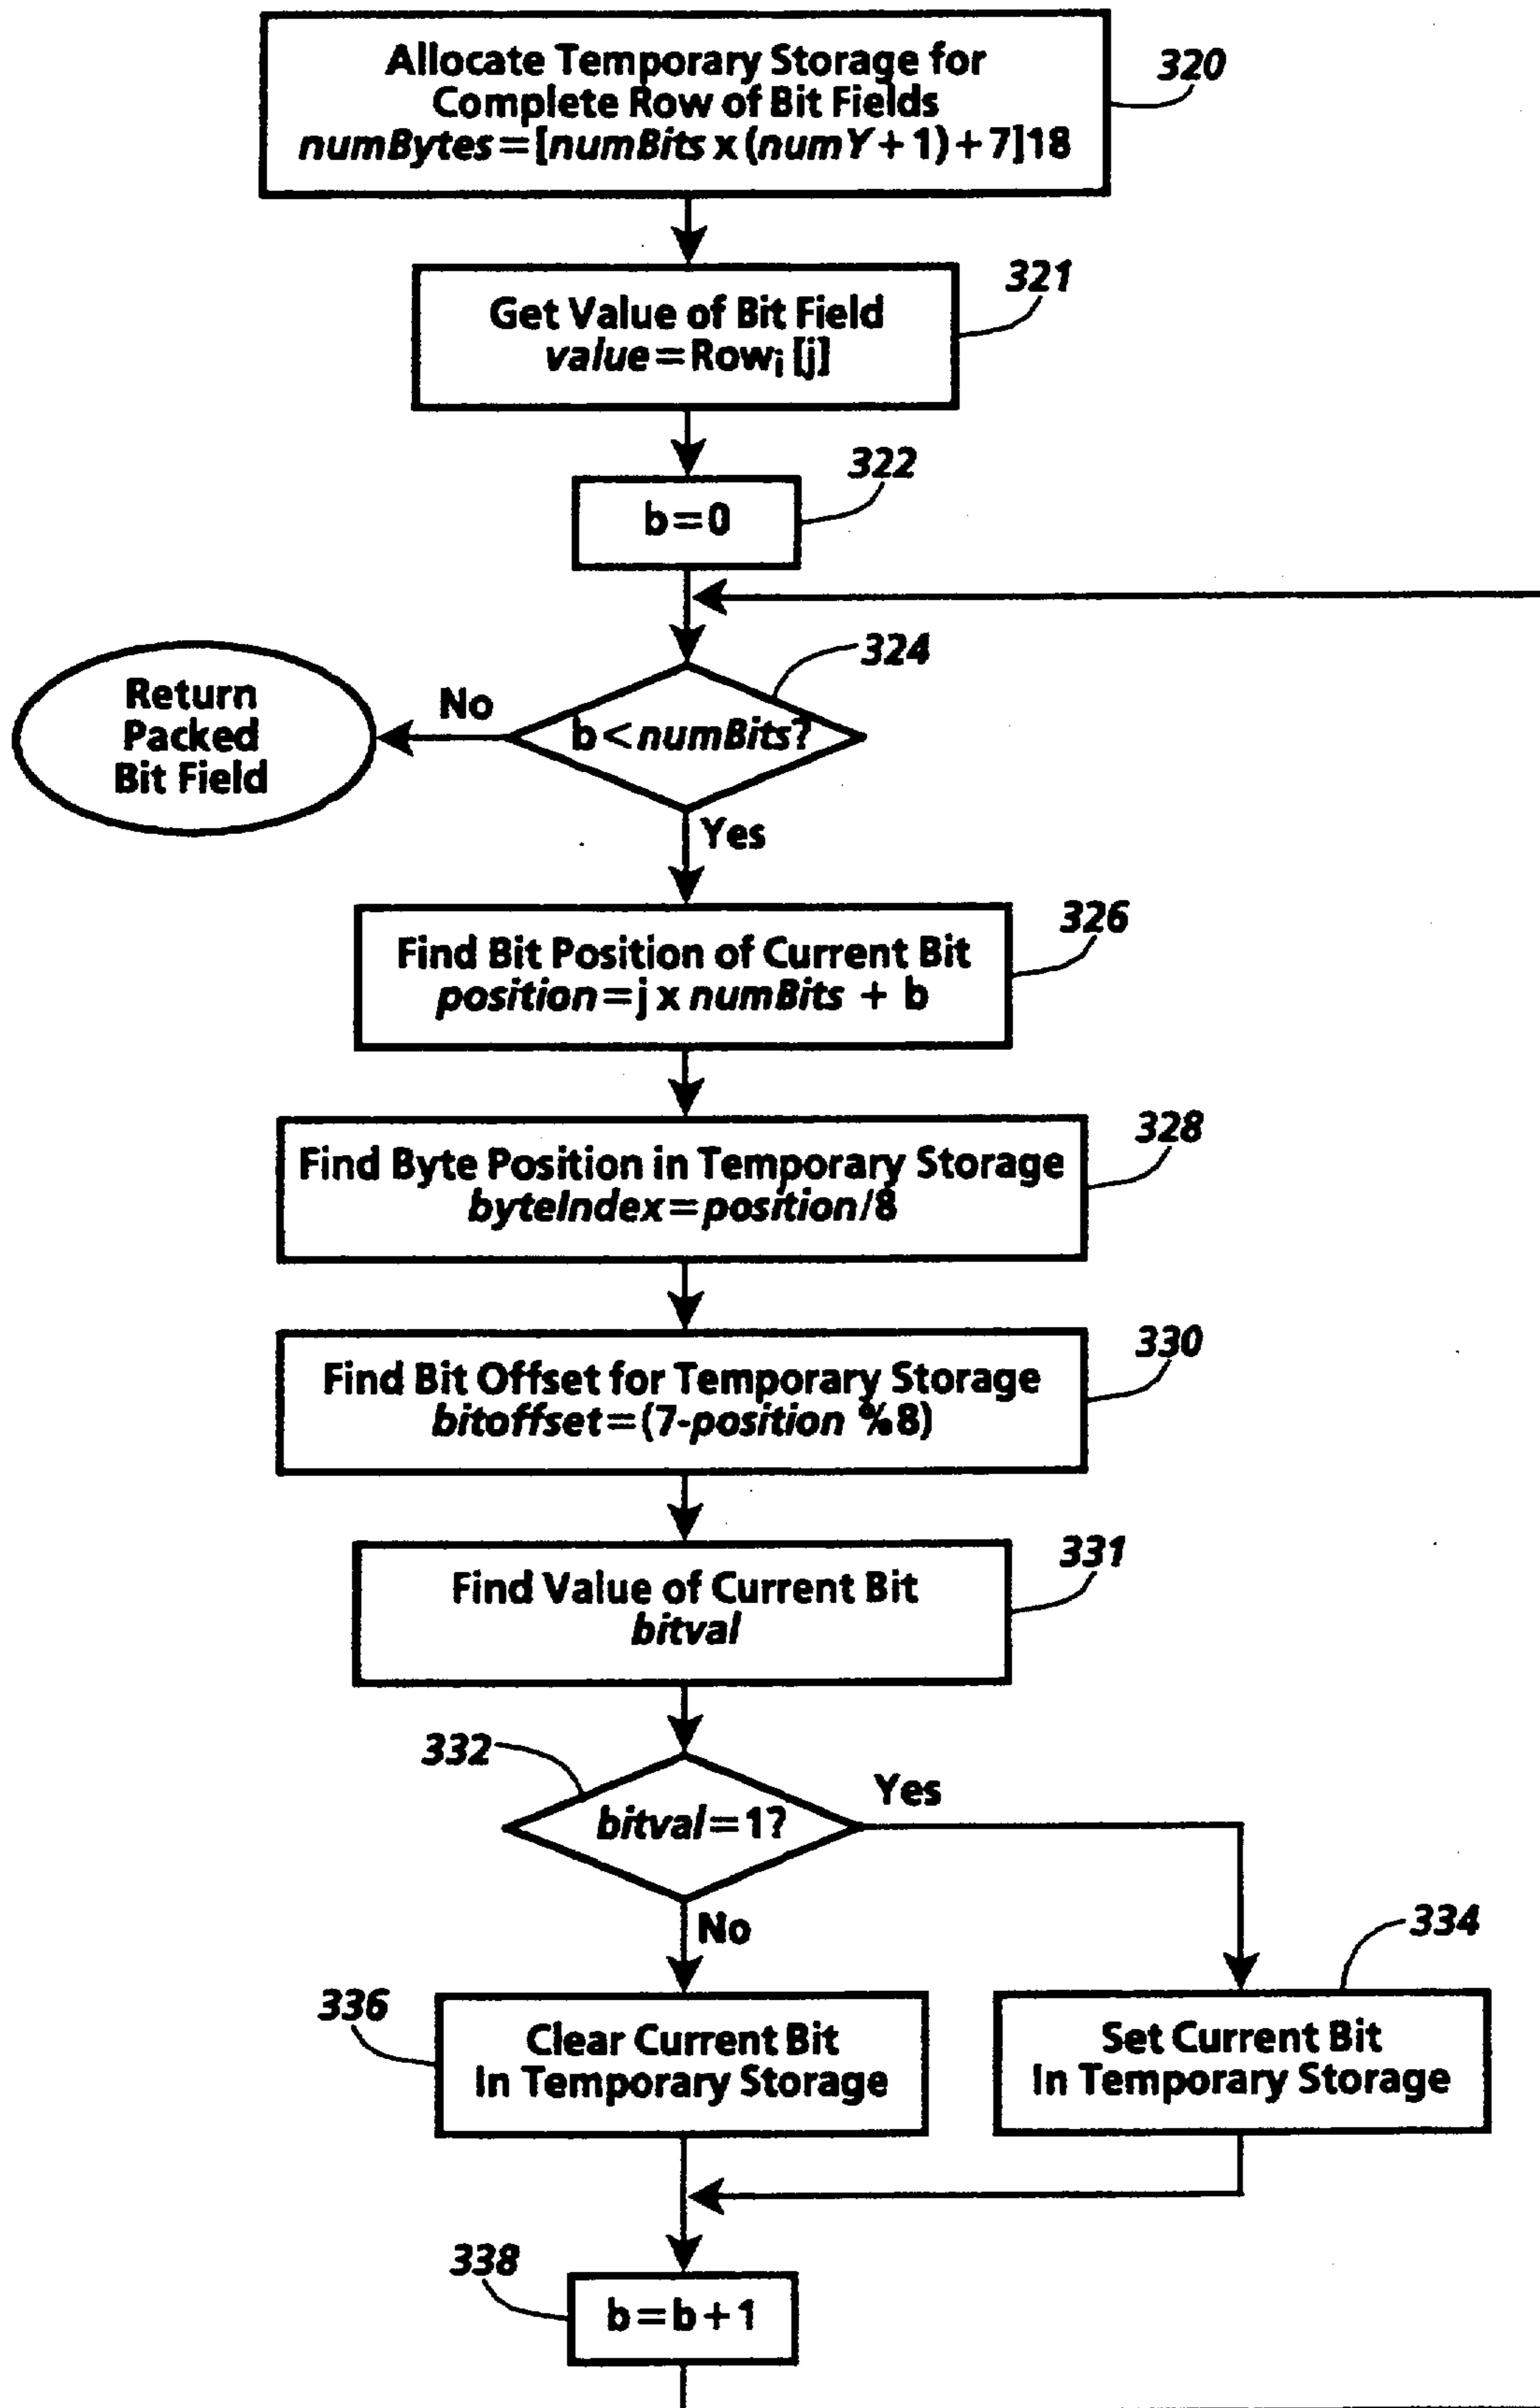 Allocate Temporary Storage for
Complete Row of Bit Fields
numBytes=[numBits x (numY+1)+7]18
320
Get Value of Bit Field
value=Rowi [j]
321
b=0
322
324
b<numBits?
No
Return
Packed
Bit Field
Yes
Find Bit Position of Current Bit
position=j x numBits + b
326
Find Byte Position in Temporary Storage
byteIndex=position/8
328
Find Bit Offset for Temporary Storage
bitoffset=(7-position %8)
330
Find Value of Current Bit
bitval
331
332
bitval=1?
Yes
No
334
336
Clear Current Bit
In Temporary Storage
Set Current Bit
In Temporary Storage
338
b=b+1